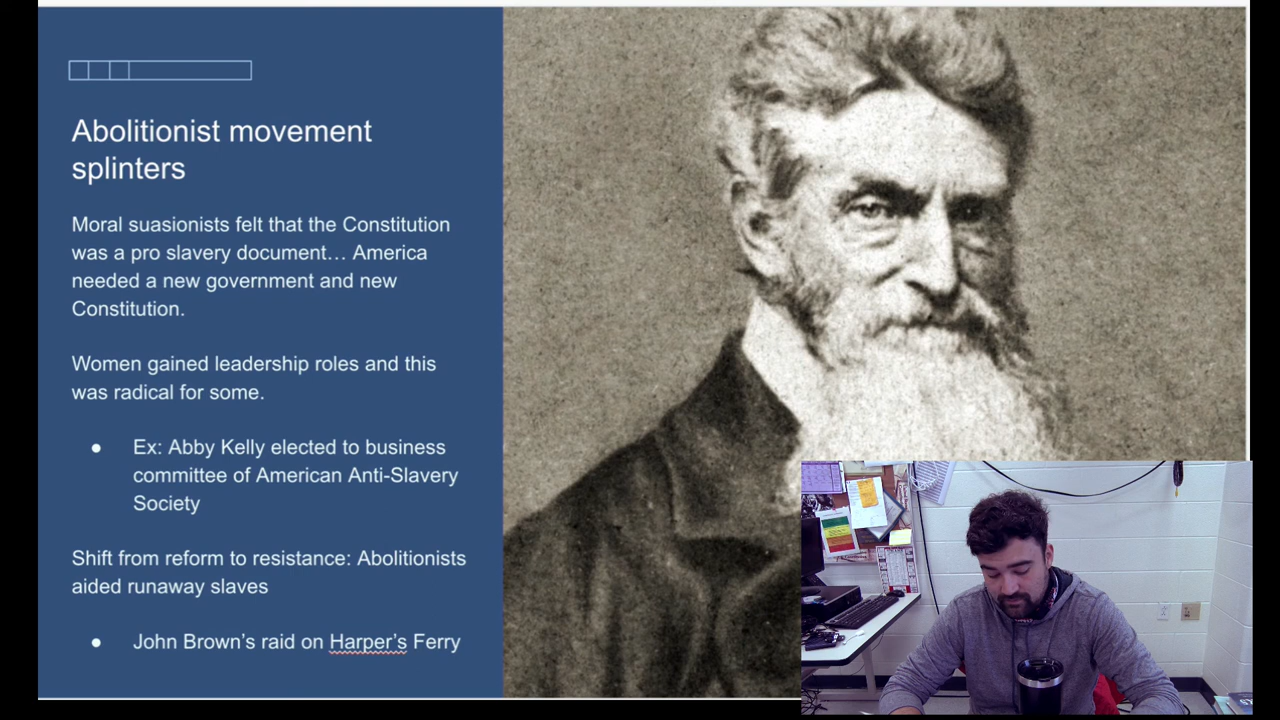 Abolitionist movement
splinters
Moral suasionists felt that the Constitution
was a pro slavery document… America
needed a new government and new
Constitution.
Women gained leadership roles and this
was radical for some.
● Ex: Abby Kelly elected to business
committee of American Anti-Slavery
Society
Shift from reform to resistance: Abolitionists
aided runaway slaves
● John Brown’s raid on Harper’s Ferry